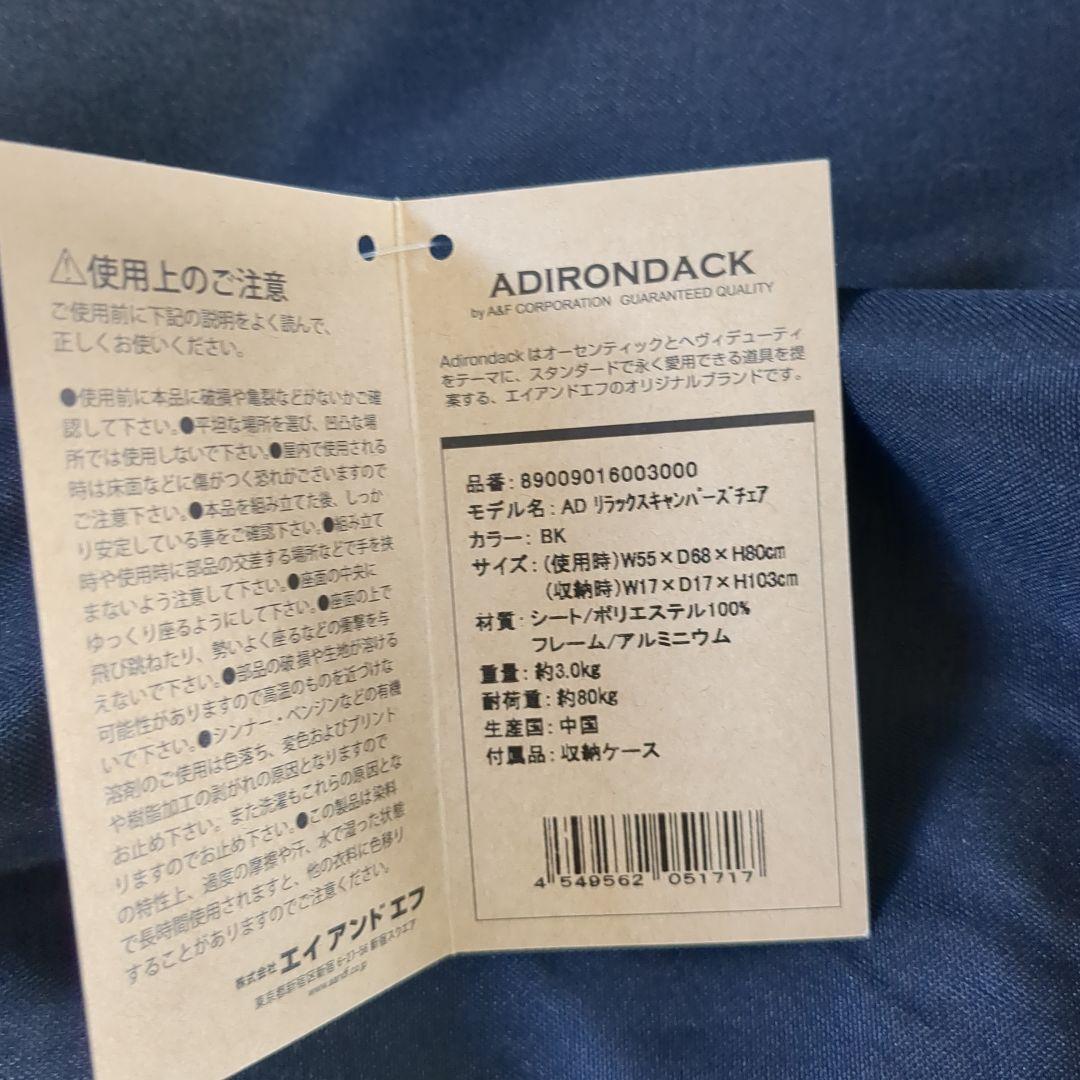 ⚠使用上のご注意
ご使用前に下記の説明をよく読んで、
正しくお使いください。
●使用前に本品に破損や亀裂などがないかご確
認して下さい。●平坦な場所を選び、凹凸な場
所では使用しないで下さい。●屋内で使用される
時は床面などに傷がつく恐れがございますので
ご注意下さい。●本品を組み立てた後、しっか
り安定している事をご確認下さい。●組み立て
時や使用時に部品の交差する場所などで手を挟
まないよう注意して下さい。●座面の中央に
ゆっくり座るようにして下さい。●座面の上で
飛び跳ねたり、勢いよく座るなどの衝撃を与
えないで下さい。●部品の破損や生地が溶ける
可能性がありますので高温のものを近づけな
いで下さい。●シンナー・ベンジンなどの有機
溶剤のご使用は色落ち、変色およびプリント
や樹脂加工の剥がれの原因となりますので
お止め下さい。また洗濯もこれらの原因とな
りますのでお止め下さい。●この製品は染料
の特性上、過度の摩擦や汗、水で湿った状態
で長時間使用されますと、他の衣料に色移り
することがありますのでご注意ください。
株式会社 エイアンドエフ
東京都新宿区新宿 6-27-56 新宿スクエア
www.aandf.co.jp
ADIRONDACK
by A&F CORPORATION GUARANTEED QUALITY
Adirondack はオーセンティックとヘヴィデューティ
をテーマに、スタンダードで永く愛用できる道具を提
案する、エイアンドエフのオリジナルブランドです。
品番：89009016003000
モデル名：AD ﾘﾗｯｸｽｷｬﾝﾊﾟｰｽﾞﾁｪｱ
カラー：BK
サイズ：(使用時)W55×D68×H80cm
(収納時)W17×D17×H103cm
材質：シート/ポリエステル100%
フレーム/アルミニウム
重量：約3.0kg
耐荷重：約80kg
生産国：中国
付属品：収納ケース
4 549562 051717